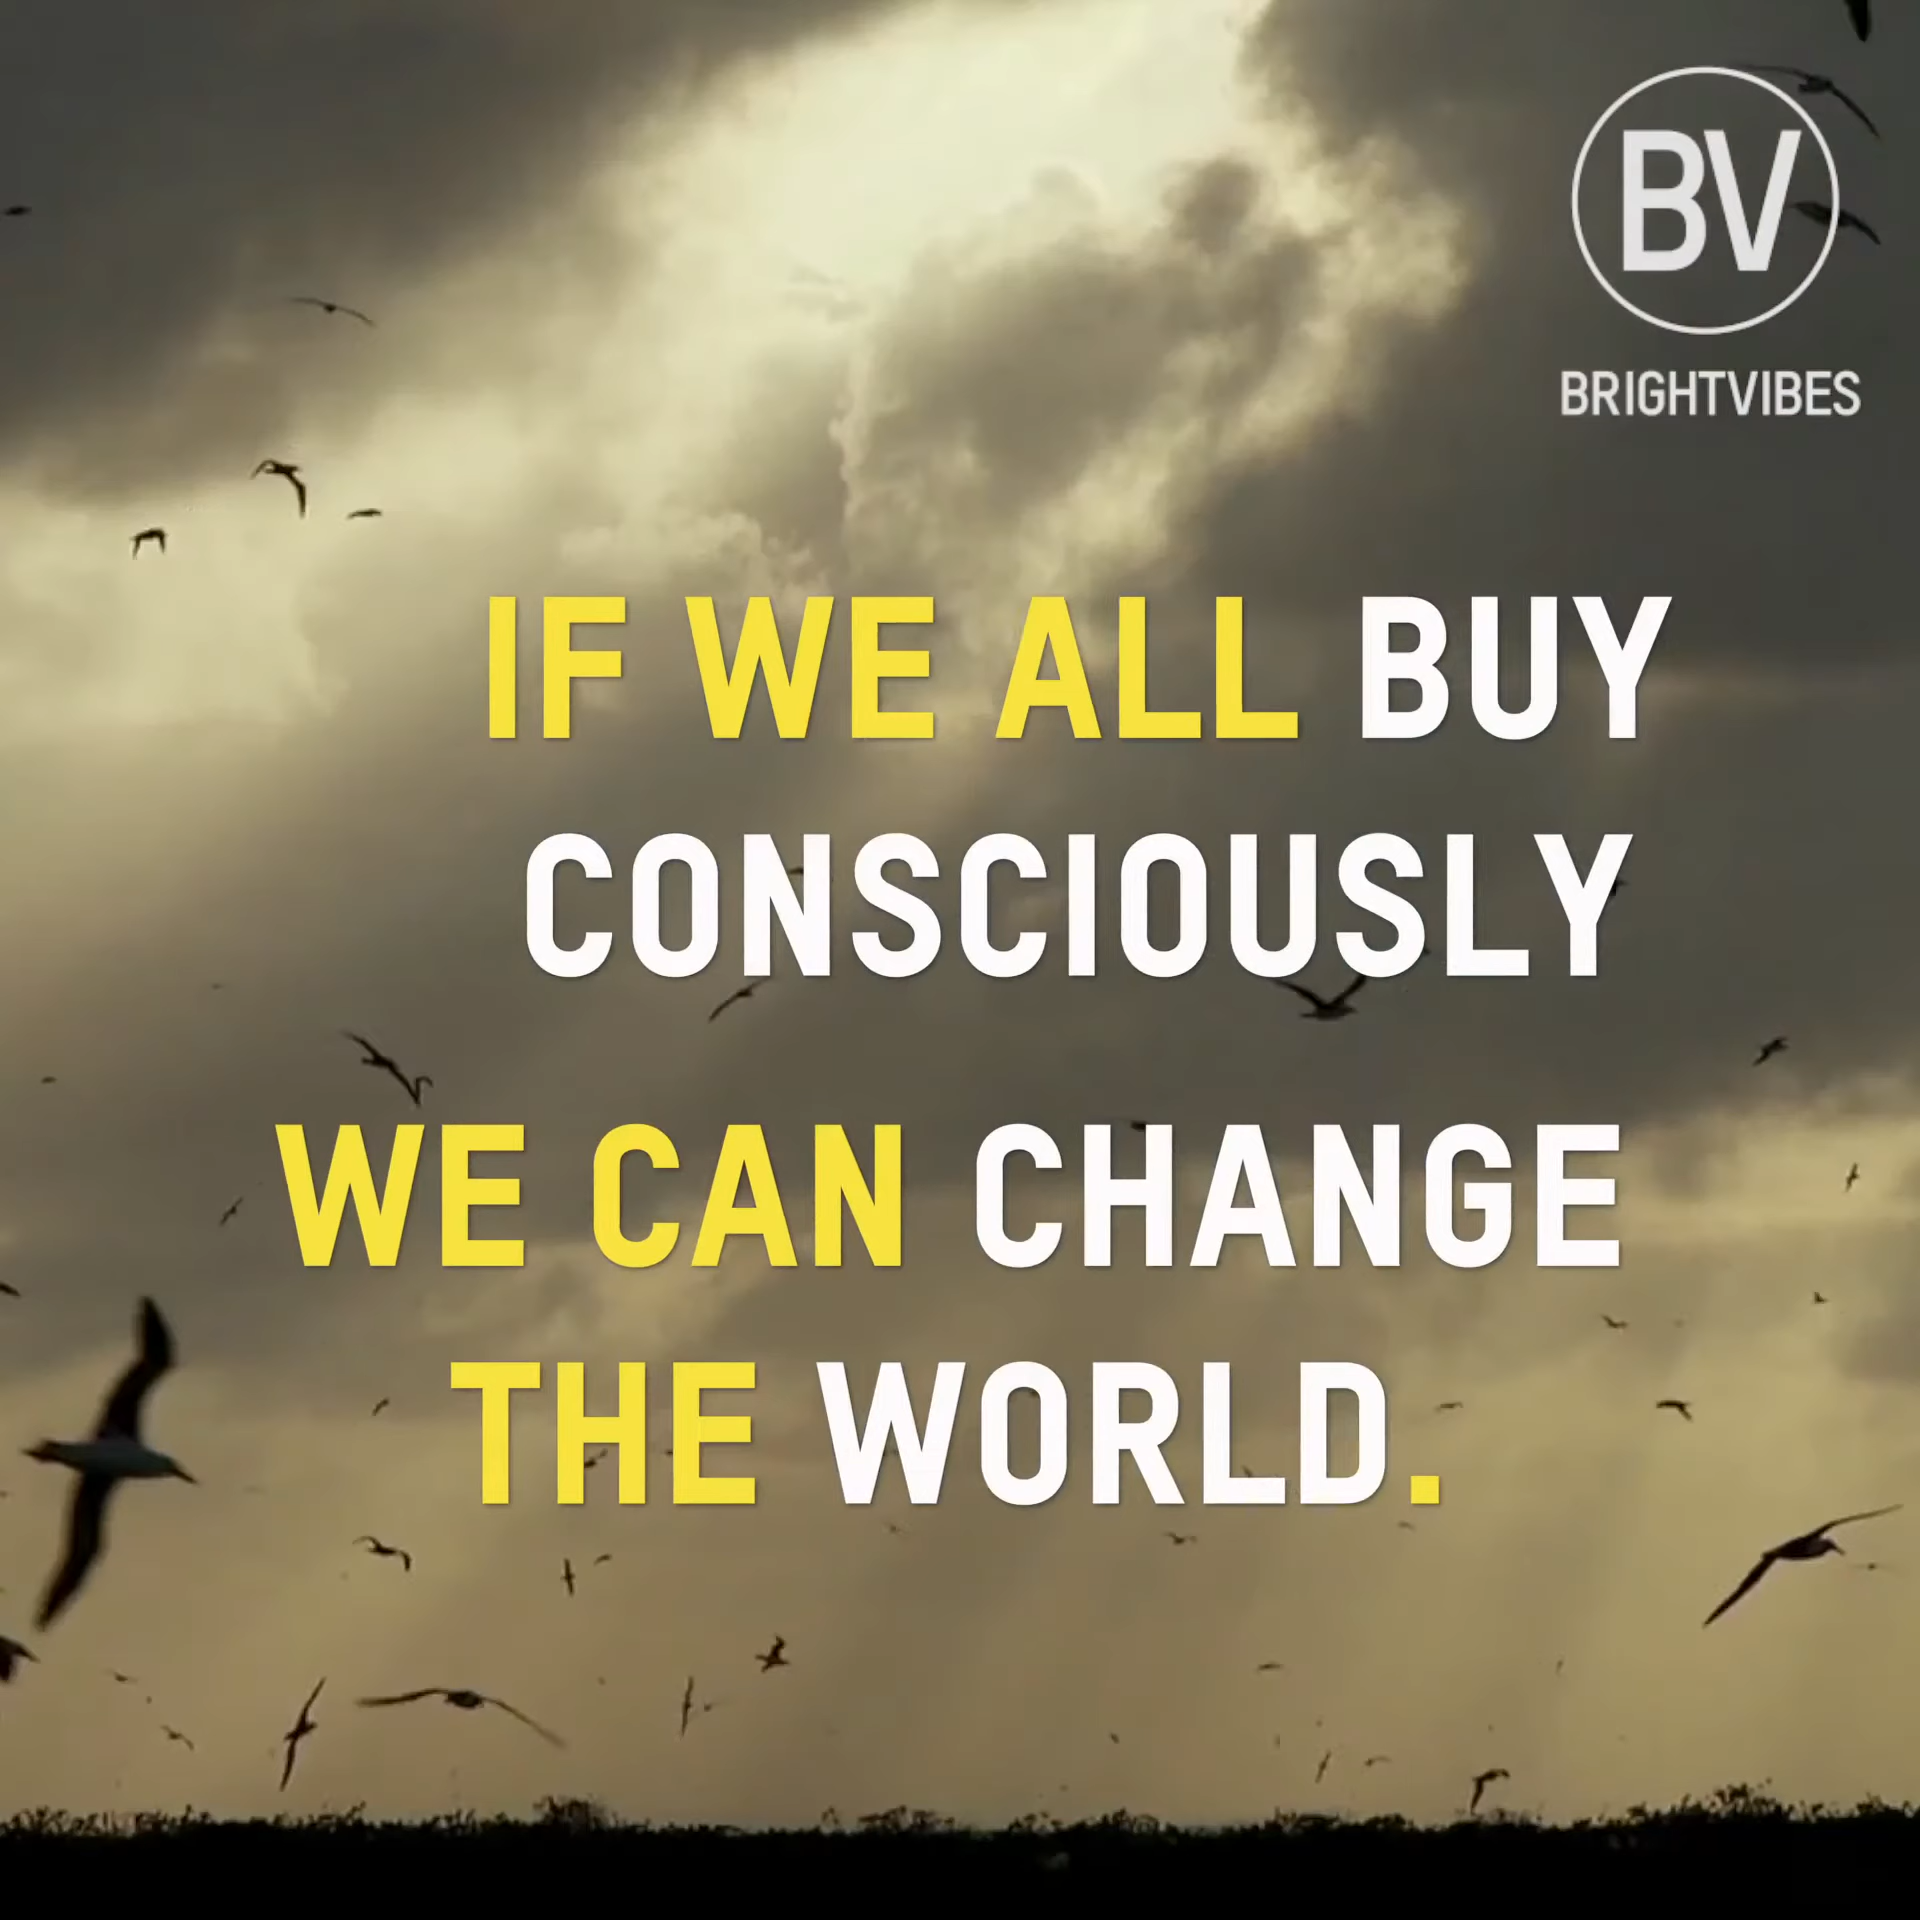 BV
BRIGHTVIBES
IF WE ALL BUY
CONSCIOUSLY
WE CAN CHANGE
THE WORLD.